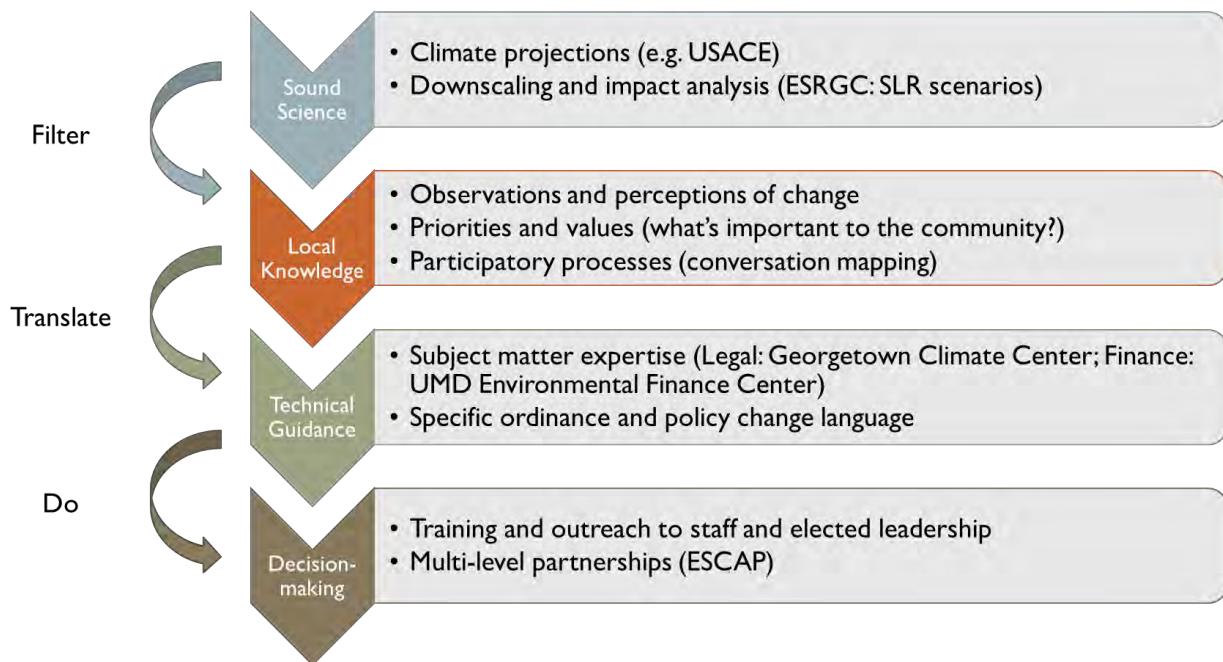 Sound
Science
• Climate projections (e.g. USACE)
• Downscaling and impact analysis (ESRGC: SLR scenarios)
Filter
Local
Knowledge
• Observations and perceptions of change
• Priorities and values (what's important to the community?)
• Participatory processes (conversation mapping)
Translate
Technical
Guidance
• Subject matter expertise (Legal: Georgetown Climate Center; Finance:
UMD Environmental Finance Center)
• Specific ordinance and policy change language
Do
Decision-
making
• Training and outreach to staff and elected leadership
• Multi-level partnerships (ESCAP)